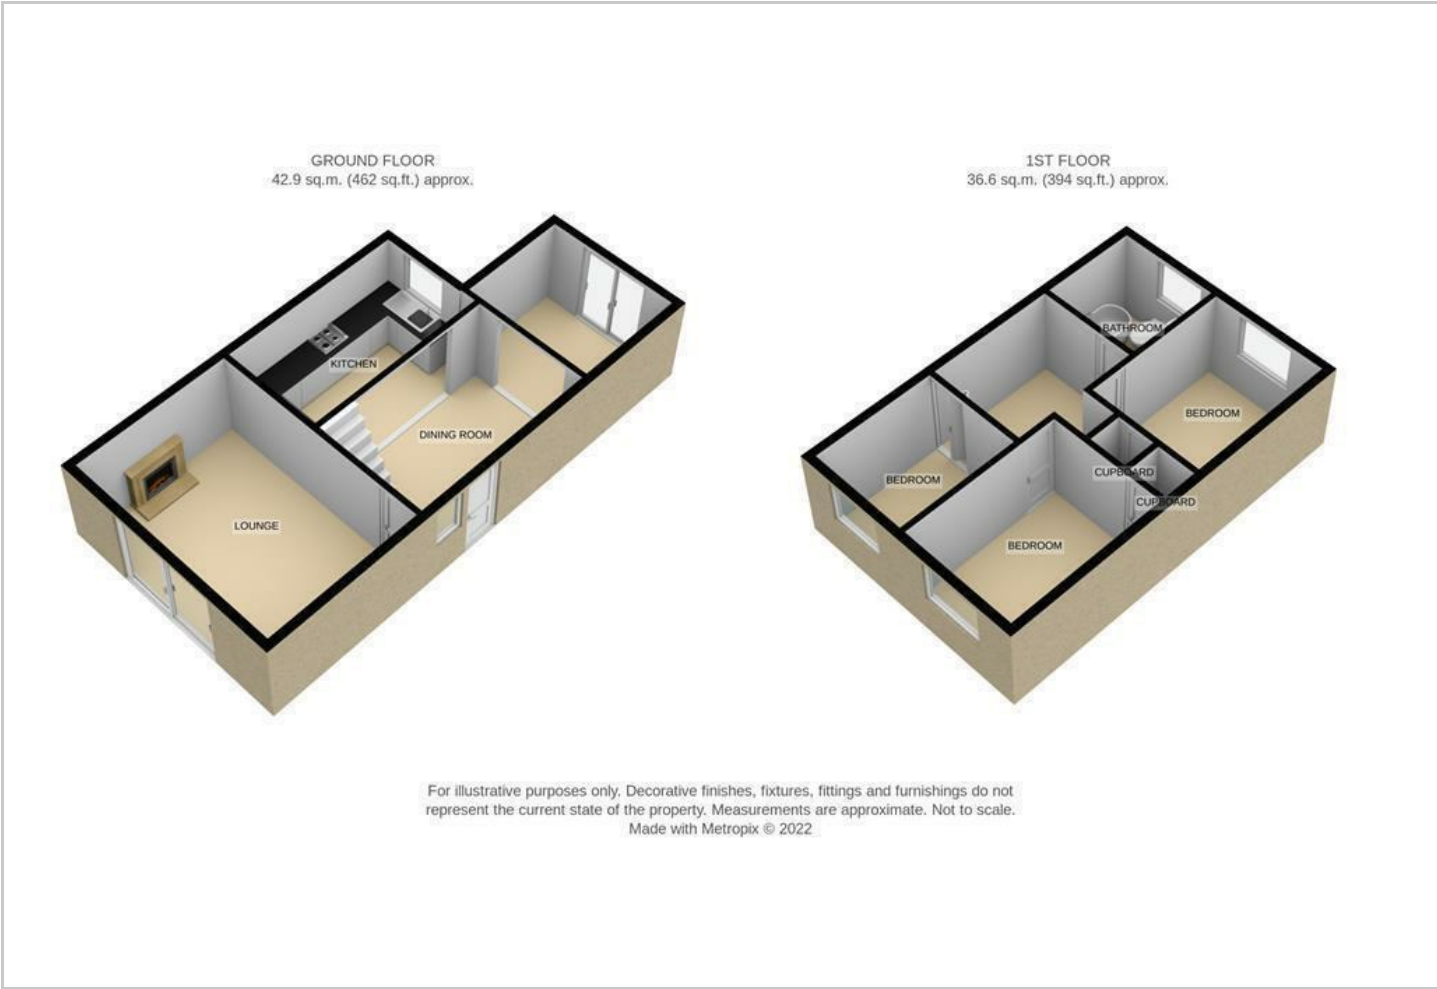 GROUND FLOOR
42.9 sq.m. (462 sq.ft.) approx.
KITCHEN
DINING ROOM
LOUNGE
1ST FLOOR
36.6 sq.m. (394 sq.ft.) approx.
BATHROOM
BEDROOM
CUPBOARD
BEDROOM
CUPBOARD
BEDROOM
For illustrative purposes only. Decorative finishes, fixtures, fittings and furnishings do not
represent the current state of the property. Measurements are approximate. Not to scale.
Made with Metropix © 2022